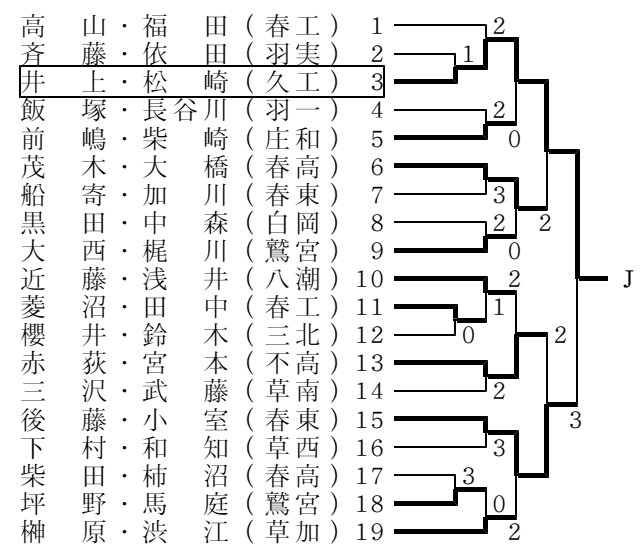 高山・福田(春工) 1
斉藤・依田(羽実) 2
井上・松崎(久工) 3
飯塚・長谷川(羽一) 4
前嶋・柴崎(庄和) 5
茂木・大橋(春高) 6
船寄・加川(春東) 7
黒田・中森(白岡) 8
大西・梶川(鷲宮) 9
近藤・浅井(八潮) 10
菱沼・田中(春工) 11
櫻井・鈴木(三北) 12
赤荻・宮本(不高) 13
三沢・武藤(草南) 14
後藤・小室(春東) 15
下村・和知(草西) 16
柴田・柿沼(春高) 17
坪野・馬庭(鷲宮) 18
榊原・渋江(草加) 19
2
1
2
0
3
2
2
0
2
1
0
2
2
3
3
3
0
2
J